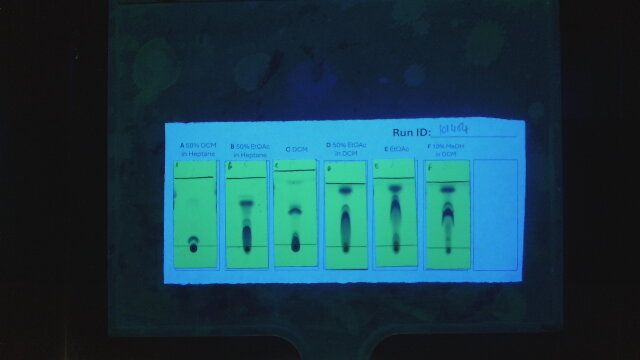 Run ID: 101404
A 50% DCM
in Heptane
B 50% EtOAc
in Heptane
C DCM
D 50% EtOAc
in DCM
E EtOAc
F 10% MeOH
in DCM